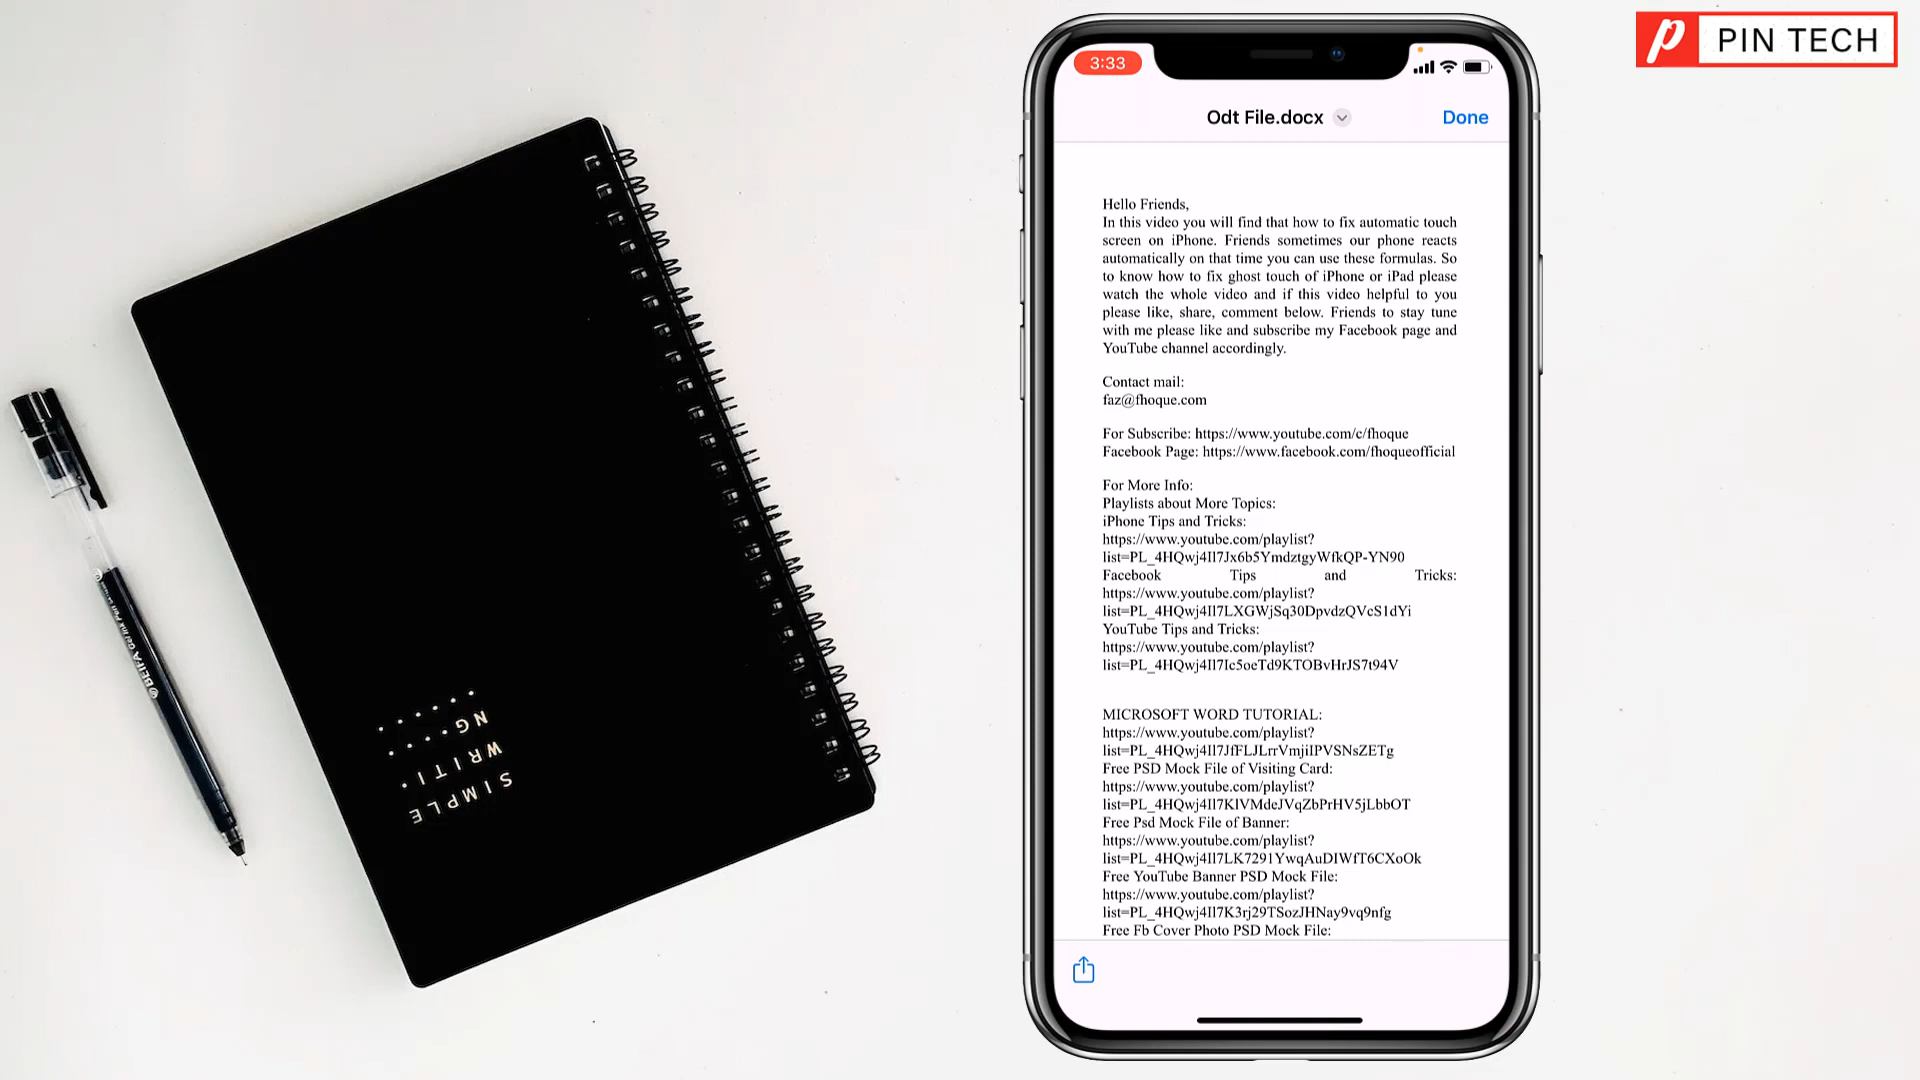 PIN TECH
3:33
Odt File.docx
Done
Hello Friends,
In this video you will find that how to fix automatic touch
screen on iPhone. Friends sometimes our phone reacts
automatically on that time you can use these formulas. So
to know how to fix ghost touch of iPhone or iPad please
watch the whole video and if this video helpful to you
please like, share, comment below. Friends to stay tune
with me please like and subscribe my Facebook page and
YouTube channel accordingly.
Contact mail:
faz@fhoque.com
For Subscribe: https://www.youtube.com/c/fhoque
Facebook Page: https://www.facebook.com/fhoqueofficial
For More Info:
Playlists about More Topics:
iPhone Tips and Tricks:
https://www.youtube.com/playlist?
list=PL_4HQwj4Il7Jx6b5YmdztgyWfkQP-YN90
Facebook Tips and Tricks:
https://www.youtube.com/playlist?
list=PL_4HQwj4Il7LXGWjSq30DpvdzQVcS1dYi
YouTube Tips and Tricks:
https://www.youtube.com/playlist?
list=PL_4HQwj4Il7Ic5oeTd9KTOBvHrJS7t94V
MICROSOFT WORD TUTORIAL:
https://www.youtube.com/playlist?
list=PL_4HQwj4Il7JfFLJLrrVmjiIPVSNsZETg
Free PSD Mock File of Visiting Card:
https://www.youtube.com/playlist?
list=PL_4HQwj4Il7KlVMdeJVqZbPrHV5jLbbOT
Free Psd Mock File of Banner:
https://www.youtube.com/playlist?
list=PL_4HQwj4Il7LK7291YwqAuDIWfT6CXoOk
Free YouTube Banner PSD Mock File:
https://www.youtube.com/playlist?
list=PL_4HQwj4Il7K3rj29TSozJHNay9vq9nfg
Free Fb Cover Photo PSD Mock File:
SIMPLE
WRITI
NG